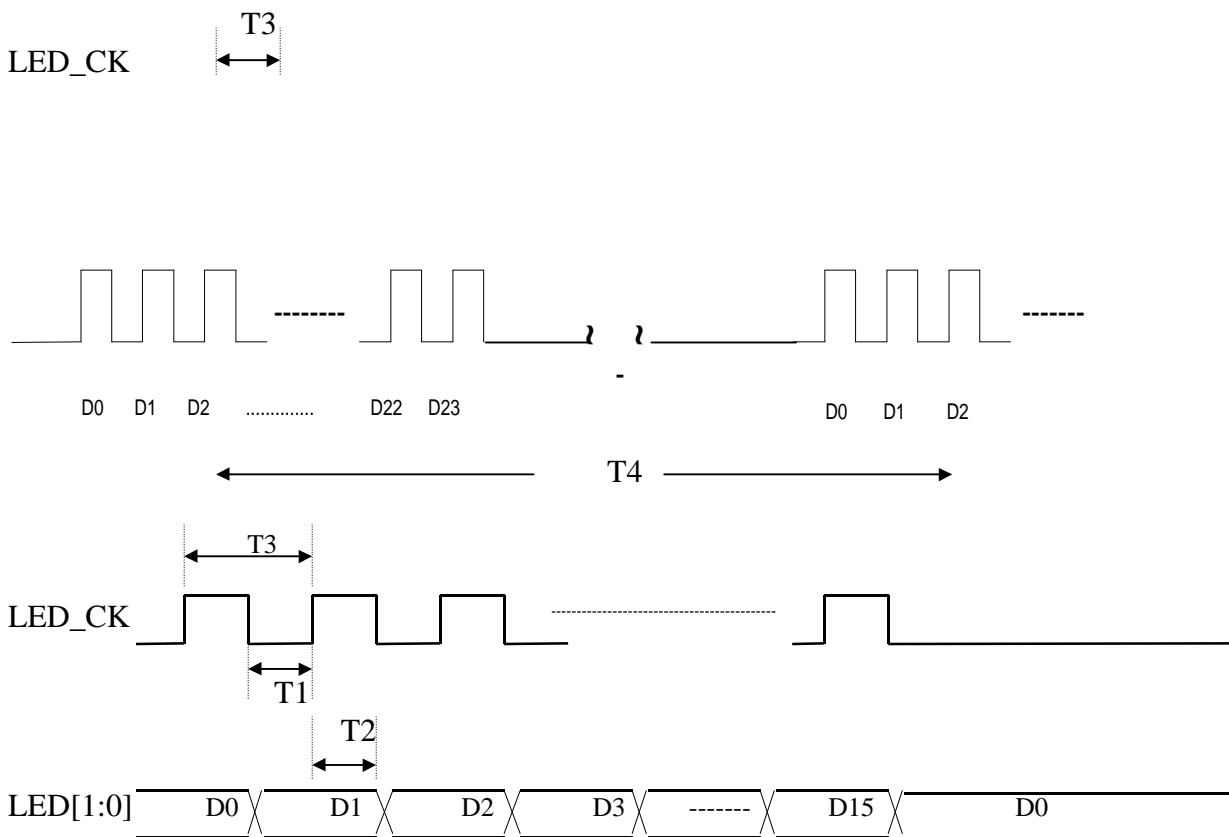 T3
LED_CK
--------
-------
~ ~
-
D0 D1 D2 .............. D22 D23 D0 D1 D2
T4
T3
LED_CK
T1
T2
LED[1:0] D0 D1 D2 D3 ------- D15 D0